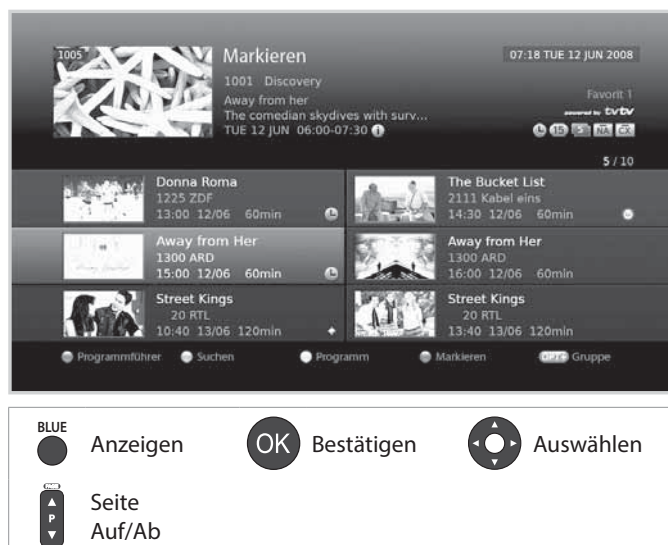 1005
Markieren
07:18 TUE 12 JUN 2008
1001 Discovery
Favorit 1
Away from her
The comedian skydives with surv...
powered by tvtv
TUE 12 JUN 06:00-07:30
15 S NA CK
5 / 10
Donna Roma
1225 ZDF
13:00 12/06 60min
The Bucket List
2111 Kabel eins
14:30 12/06 60min
Away from Her
1300 ARD
15:00 12/06 60min
Away from Her
1300 ARD
16:00 12/06 60min
Street Kings
20 RTL
10:40 13/06 120min
Street Kings
20 RTL
13:40 13/06 120min
Programmführer Suchen Programm Markieren Gruppe
BLUE
Anzeigen
OK Bestätigen
Auswählen
PAGE
P
Seite
Auf/Ab